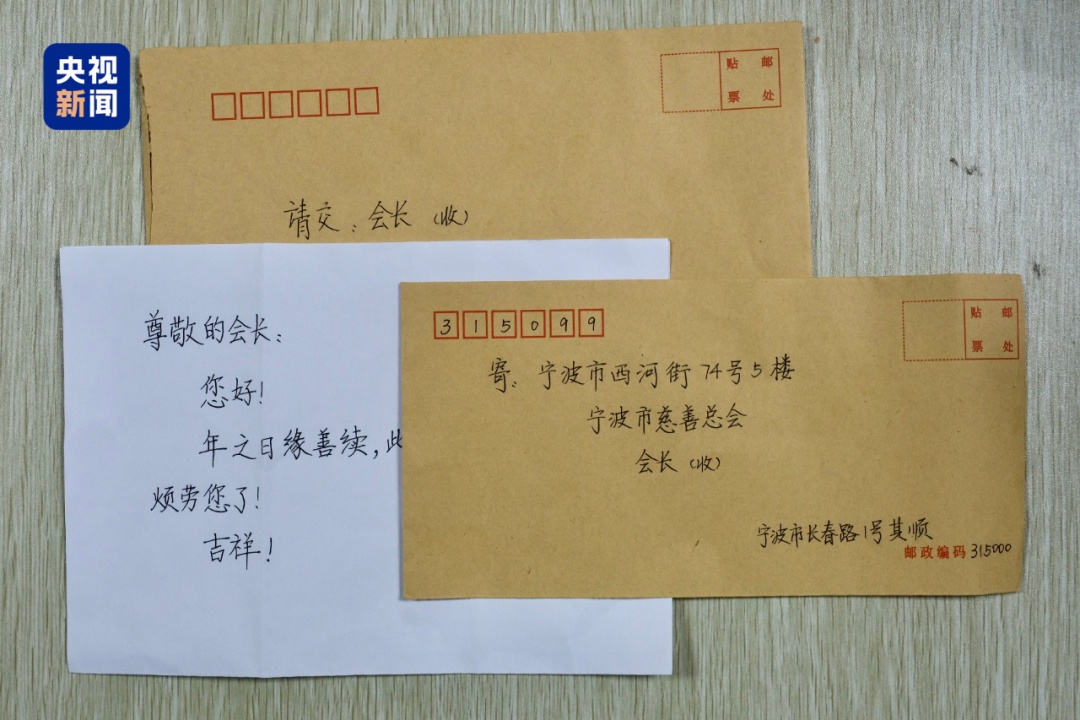 央视
新闻
贴 邮
票 处
请交：会长（收）
尊敬的会长：
您好！
年之日缘善续，此
烦劳您了！
吉祥！
315099
贴 邮
票 处
寄：宁波市西河街74号5楼
宁波市慈善总会
会长（收）
宁波市长春路1号其顺
邮政编码 315000